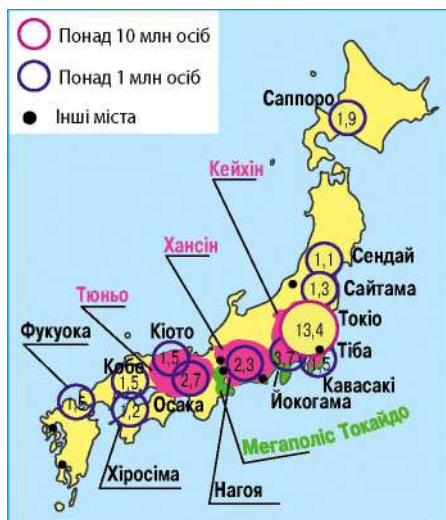 Понад 10 млн осіб
Понад 1 млн осіб
Інші міста
Саппоро
1,9
Кейхін
Хансін
Сендай
1,1
Сайтама
1,3
Тюньо
Токіо
13,4
Фукуока
Кіото
Тіба
1,5
2,3
3,7
1,5
Кобе
Кавасакі
1,5
2,7
1,5
Осака
Йокогама
1,2
Мегаполіс Токайдо
Хіросіма
Нагоя